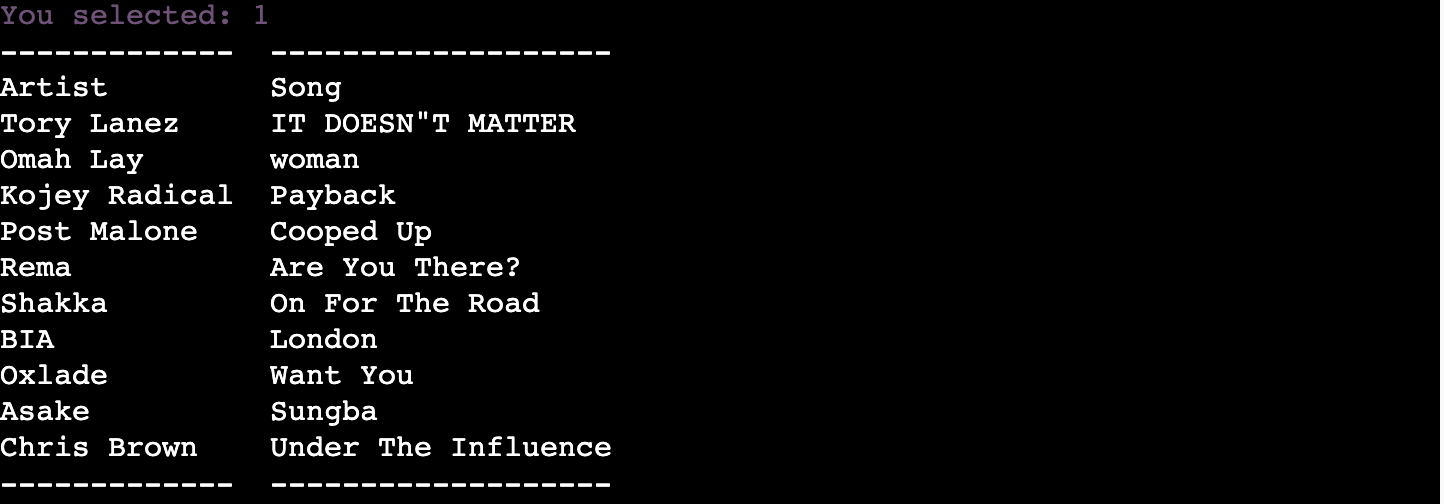 You selected: 1
-------------  -------------------
Artist         Song
Tory Lanez     IT DOESN"T MATTER
Omah Lay       woman
Kojey Radical  Payback
Post Malone    Cooped Up
Rema           Are You There?
Shakka         On For The Road
BIA            London
Oxlade         Want You
Asake          Sungba
Chris Brown    Under The Influence
-------------  -------------------